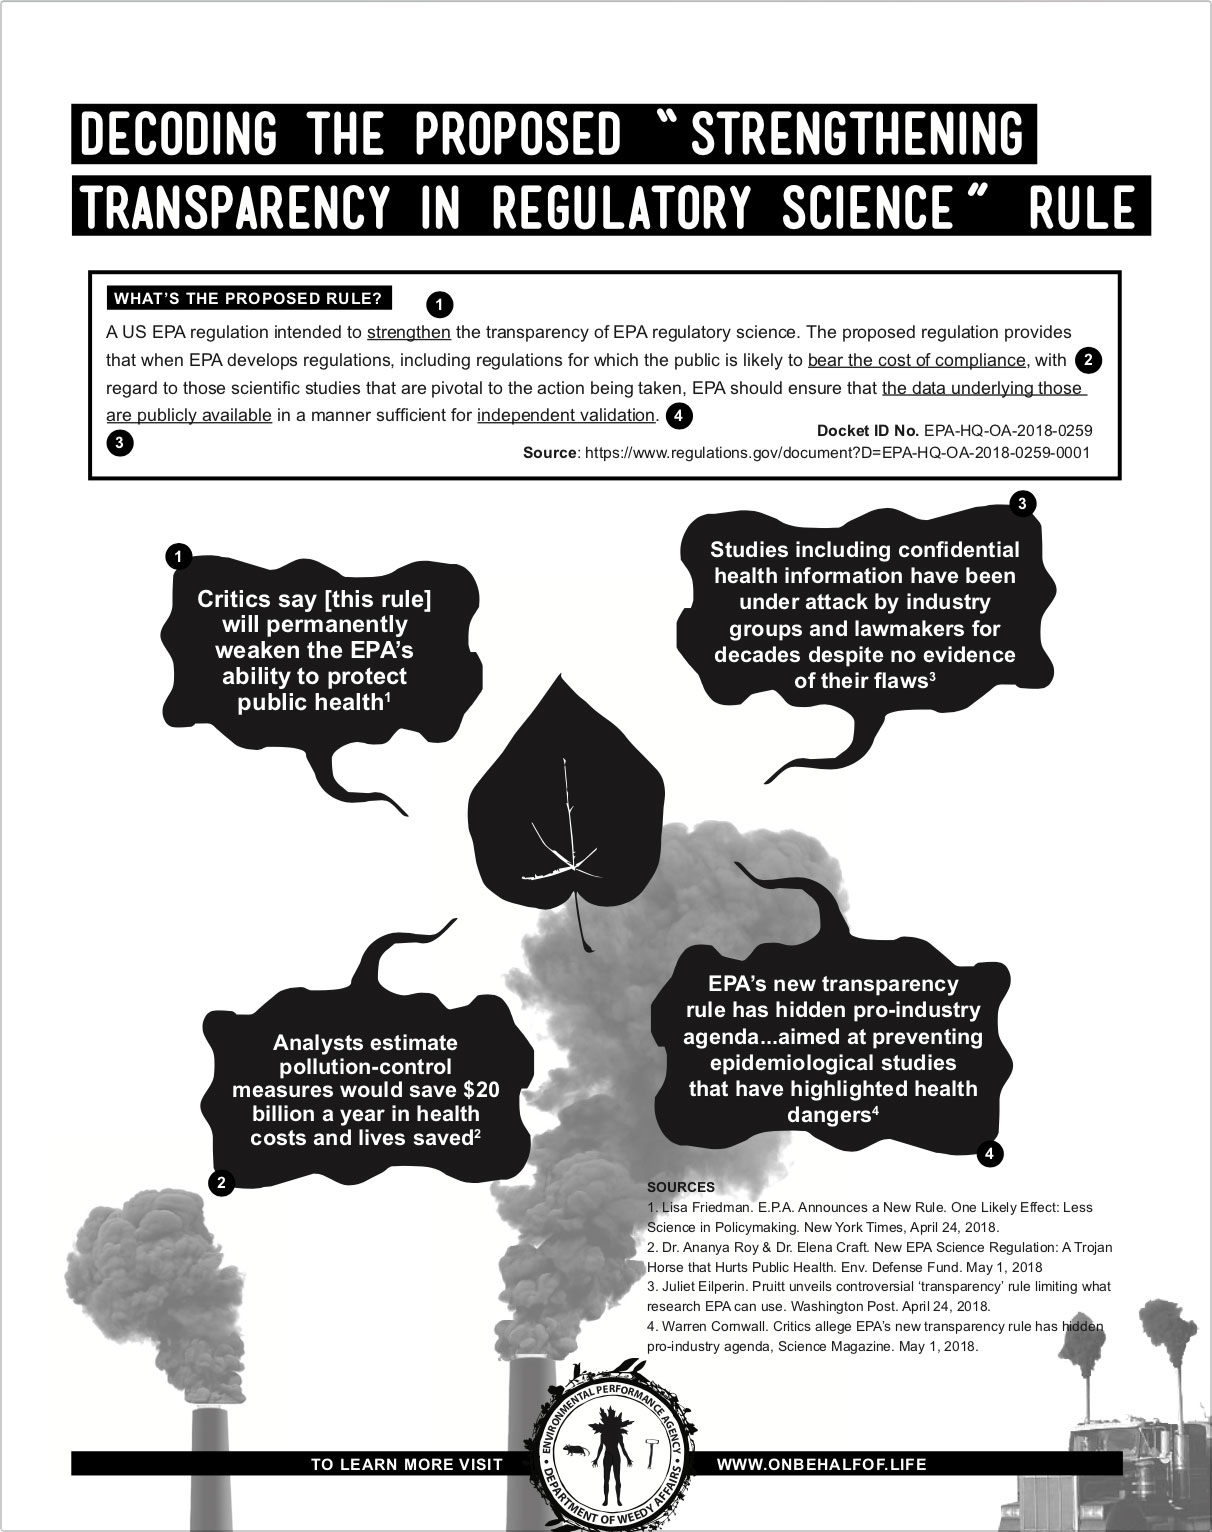 DECODING THE PROPOSED “STRENGTHENING
TRANSPARENCY IN REGULATORY SCIENCE” RULE
WHAT’S THE PROPOSED RULE?
1
A US EPA regulation intended to strengthen the transparency of EPA regulatory science. The proposed regulation provides
that when EPA develops regulations, including regulations for which the public is likely to bear the cost of compliance, with 2
regard to those scientific studies that are pivotal to the action being taken, EPA should ensure that the data underlying those
are publicly available in a manner sufficient for independent validation. 4
3
Docket ID No. EPA-HQ-OA-2018-0259
Source: https://www.regulations.gov/document?D=EPA-HQ-OA-2018-0259-0001
1
Critics say [this rule]
will permanently
weaken the EPA’s
ability to protect
public health1
3
Studies including confidential
health information have been
under attack by industry
groups and lawmakers for
decades despite no evidence
of their flaws3
Analysts estimate
pollution-control
measures would save $20
billion a year in health
costs and lives saved2
2
EPA’s new transparency
rule has hidden pro-industry
agenda...aimed at preventing
epidemiological studies
that have highlighted health
dangers4
4
SOURCES
1. Lisa Friedman. E.P.A. Announces a New Rule. One Likely Effect: Less
Science in Policymaking. New York Times, April 24, 2018.
2. Dr. Ananya Roy & Dr. Elena Craft. New EPA Science Regulation: A Trojan
Horse that Hurts Public Health. Env. Defense Fund. May 1, 2018
3. Juliet Eilperin. Pruitt unveils controversial ‘transparency’ rule limiting what
research EPA can use. Washington Post. April 24, 2018.
4. Warren Cornwall. Critics allege EPA’s new transparency rule has hidden
pro-industry agenda, Science Magazine. May 1, 2018.
TO LEARN MORE VISIT
ENVIRONMENTAL PERFORMANCE AGENCY
DEPARTMENT OF WEEDY AFFAIRS
WWW.ONBEHALFOF.LIFE